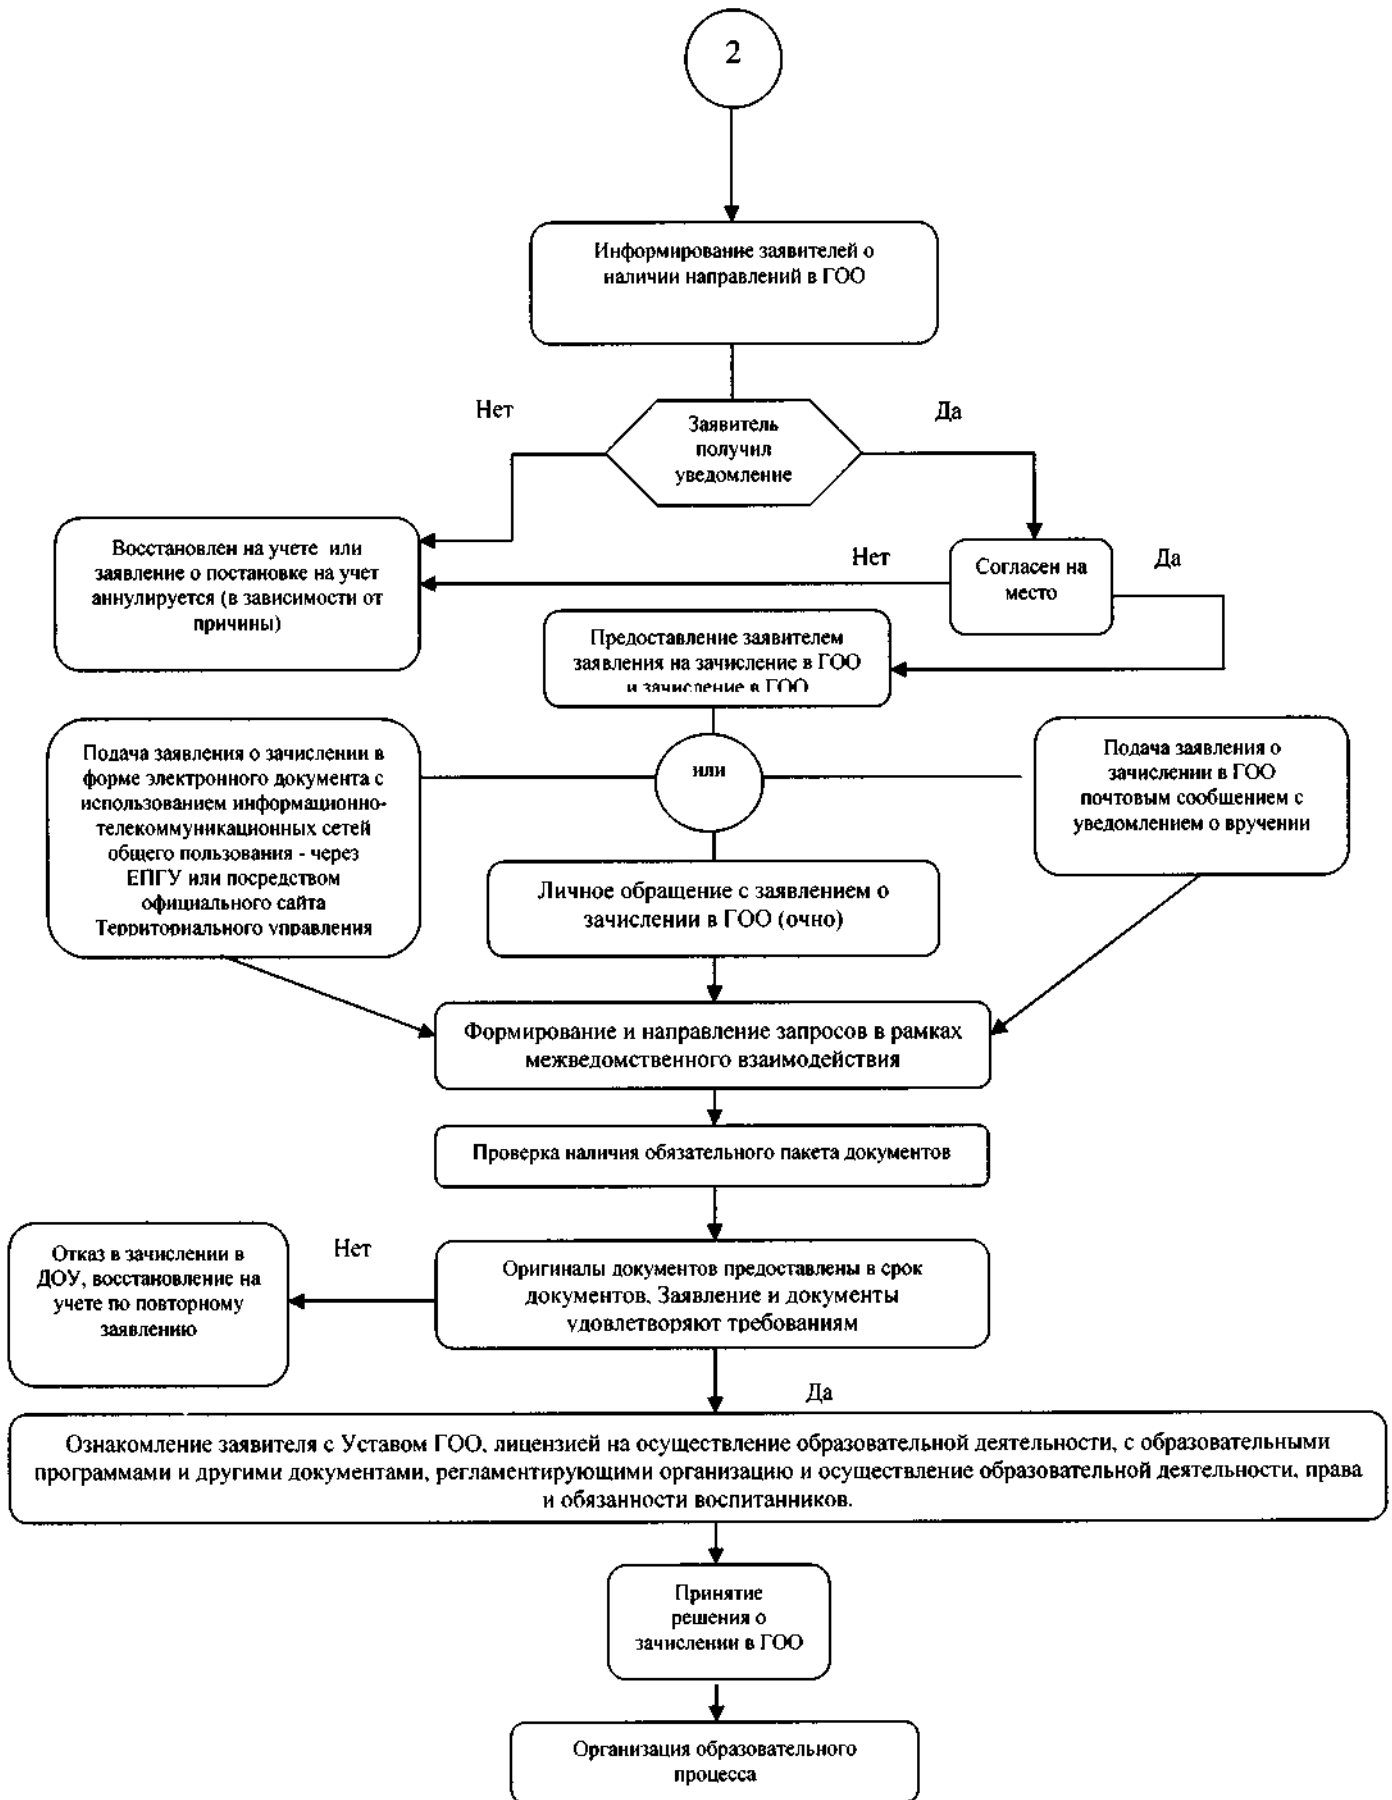 2
Информирование заявителей о
наличии направлений в ГОО
Нет
Да
Заявитель
получил
уведомление
Восстановлен на учете или
заявление о постановке на учет
аннулируется (в зависимости от
причины)
Нет
Согласен на
место
Да
Предоставление заявителем
заявления на зачисление в ГОО
и зачисление в ГОО
Подача заявления о зачислении в
форме электронного документа с
использованием информационно-
телекоммуникационных сетей
общего пользования - через
ЕПГУ или посредством
официального сайта
Территориального управления
или
Подача заявления о
зачислении в ГОО
почтовым сообщением с
уведомлением о вручении
Личное обращение с заявлением о
зачислении в ГОО (очно)
Формирование и направление запросов в рамках
межведомственного взаимодействия
Проверка наличия обязательного пакета документов
Отказ в зачислении в
ДОУ, восстановление на
учете по повторному
заявлению
Нет
Оригиналы документов предоставлены в срок
документов. Заявление и документы
удовлетворяют требованиям
Да
Ознакомление заявителя с Уставом ГОО, лицензией на осуществление образовательной деятельности, с образовательными
программами и другими документами, регламентирующими организацию и осуществление образовательной деятельности, права
и обязанности воспитанников.
Принятие
решения о
зачислении в ГОО
Организация образовательного
процесса